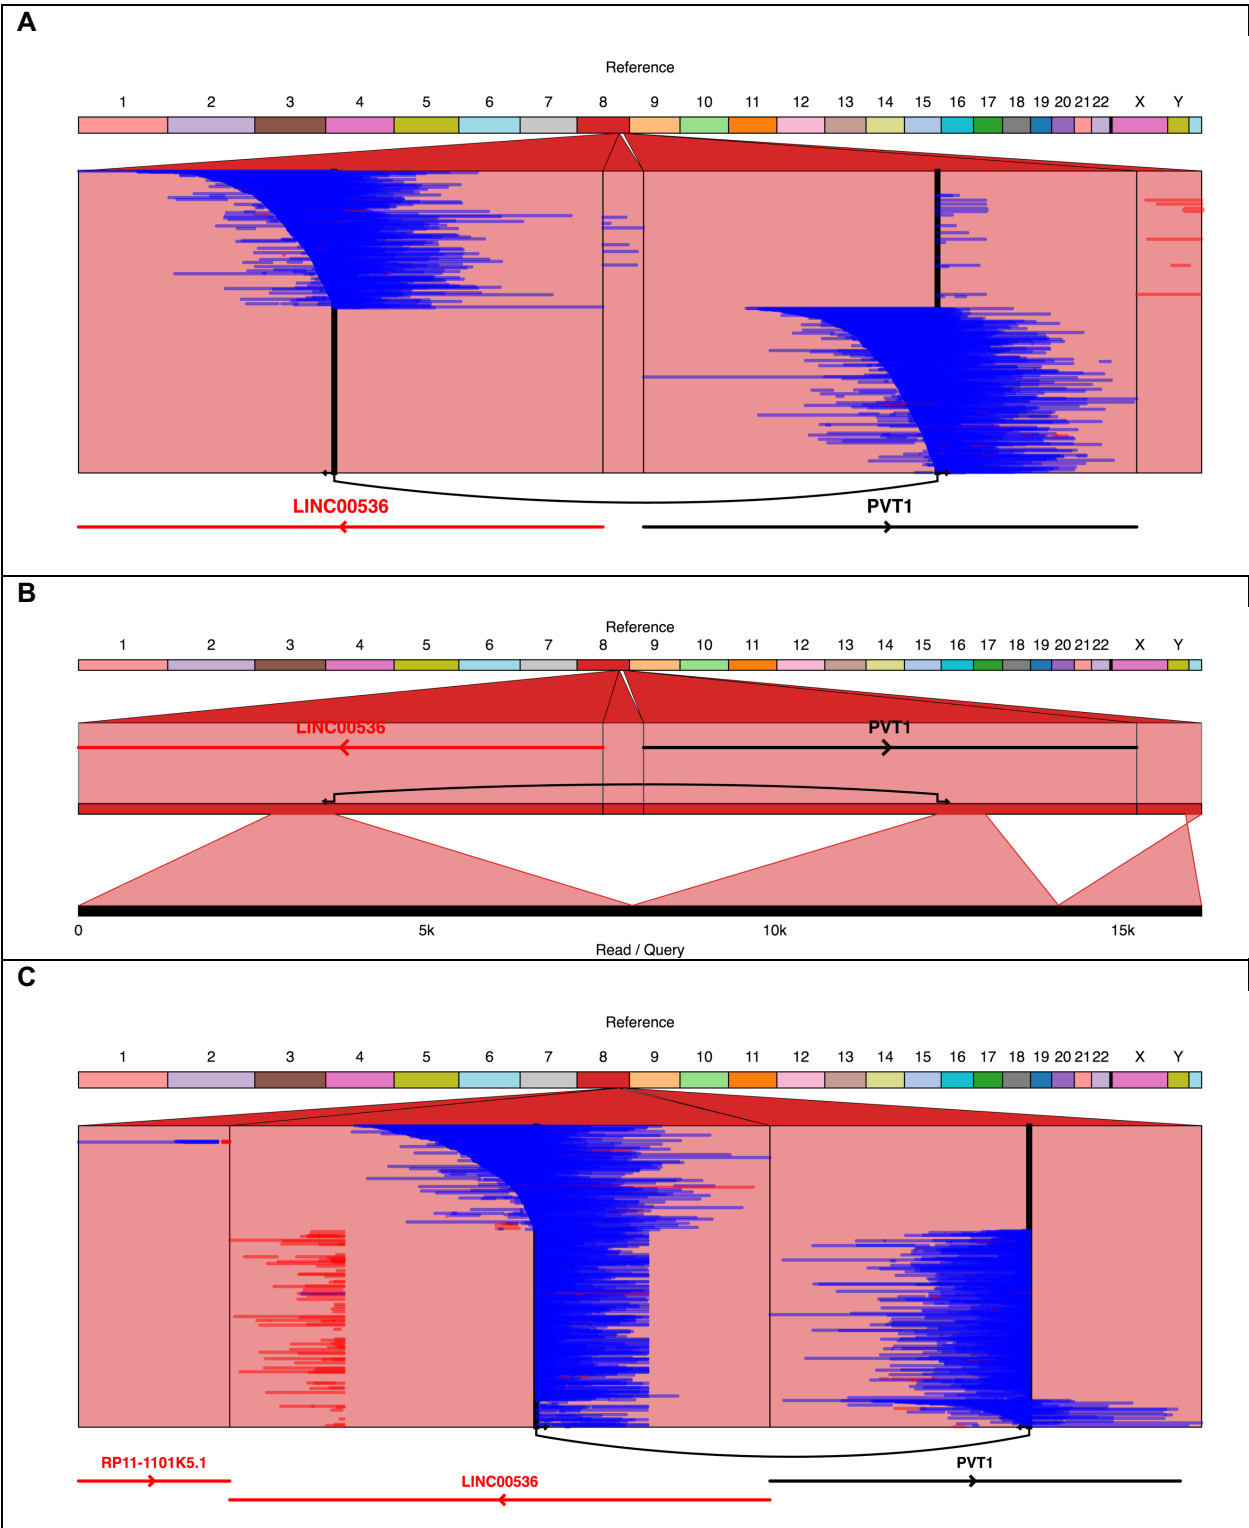 A
Reference
1 2 3 4 5 6 7 8 9 10 11 12 13 14 15 16 17 18 19 20 21 22 X Y
LINC00536 PVT1
B
Reference
1 2 3 4 5 6 7 8 9 10 11 12 13 14 15 16 17 18 19 20 21 22 X Y
LINC00536 PVT1
0 5k 10k 15k
Read / Query
C
Reference
1 2 3 4 5 6 7 8 9 10 11 12 13 14 15 16 17 18 19 20 21 22 X Y
RP11-1101K5.1 PVT1
LINC00536